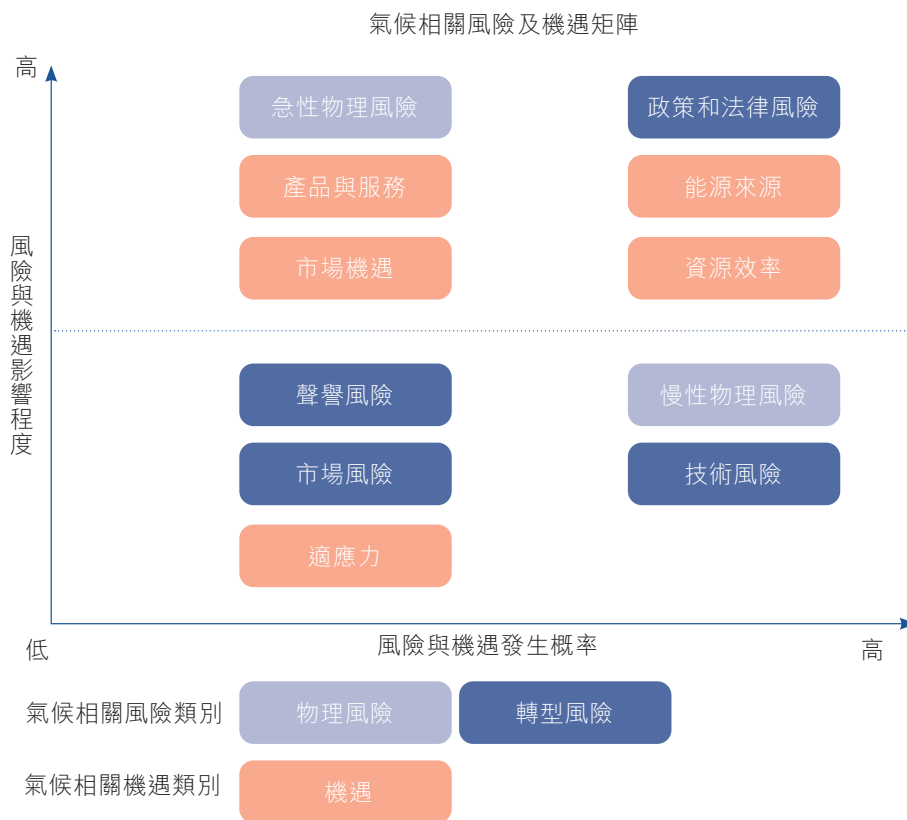 氣候相關風險及機遇矩陣
高
急性物理風險
政策和法律風險
產品與服務
能源來源
市場機遇
資源效率
風險與機遇影響程度
聲譽風險
慢性物理風險
市場風險
技術風險
適應力
低
風險與機遇發生概率
高
氣候相關風險類別
物理風險
轉型風險
氣候相關機遇類別
機遇